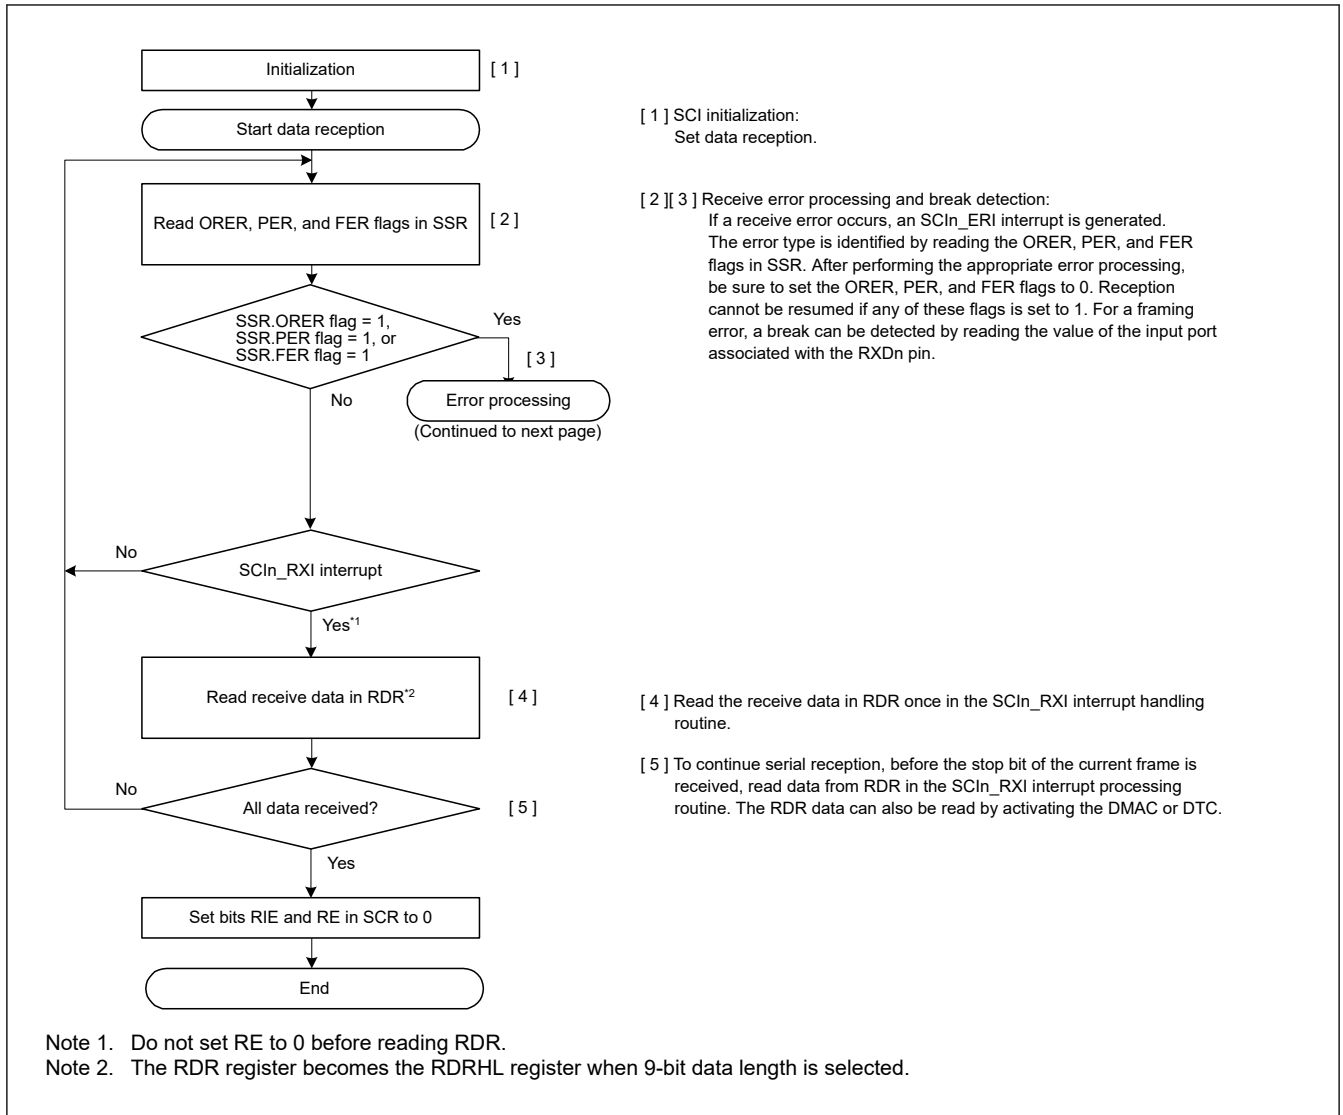 Initialization
[ 1 ]
Start data reception
[ 1 ] SCI initialization:
Set data reception.
Read ORER, PER, and FER flags in SSR
[ 2 ]
[ 2 ][ 3 ] Receive error processing and break detection:
If a receive error occurs, an SCIn_ERI interrupt is generated.
The error type is identified by reading the ORER, PER, and FER
flags in SSR. After performing the appropriate error processing,
be sure to set the ORER, PER, and FER flags to 0. Reception
cannot be resumed if any of these flags is set to 1. For a framing
error, a break can be detected by reading the value of the input port
associated with the RXDn pin.
SSR.ORER flag = 1,
SSR.PER flag = 1, or
SSR.FER flag = 1
Yes
[ 3 ]
No
Error processing
(Continued to next page)
No
SCIn_RXI interrupt
Yes*1
Read receive data in RDR*2
[ 4 ]
[ 4 ] Read the receive data in RDR once in the SCIn_RXI interrupt handling
routine.
No
All data received?
[ 5 ]
[ 5 ] To continue serial reception, before the stop bit of the current frame is
received, read data from RDR in the SCIn_RXI interrupt processing
routine. The RDR data can also be read by activating the DMAC or DTC.
Yes
Set bits RIE and RE in SCR to 0
End
Note 1. Do not set RE to 0 before reading RDR.
Note 2. The RDR register becomes the RDRHL register when 9-bit data length is selected.